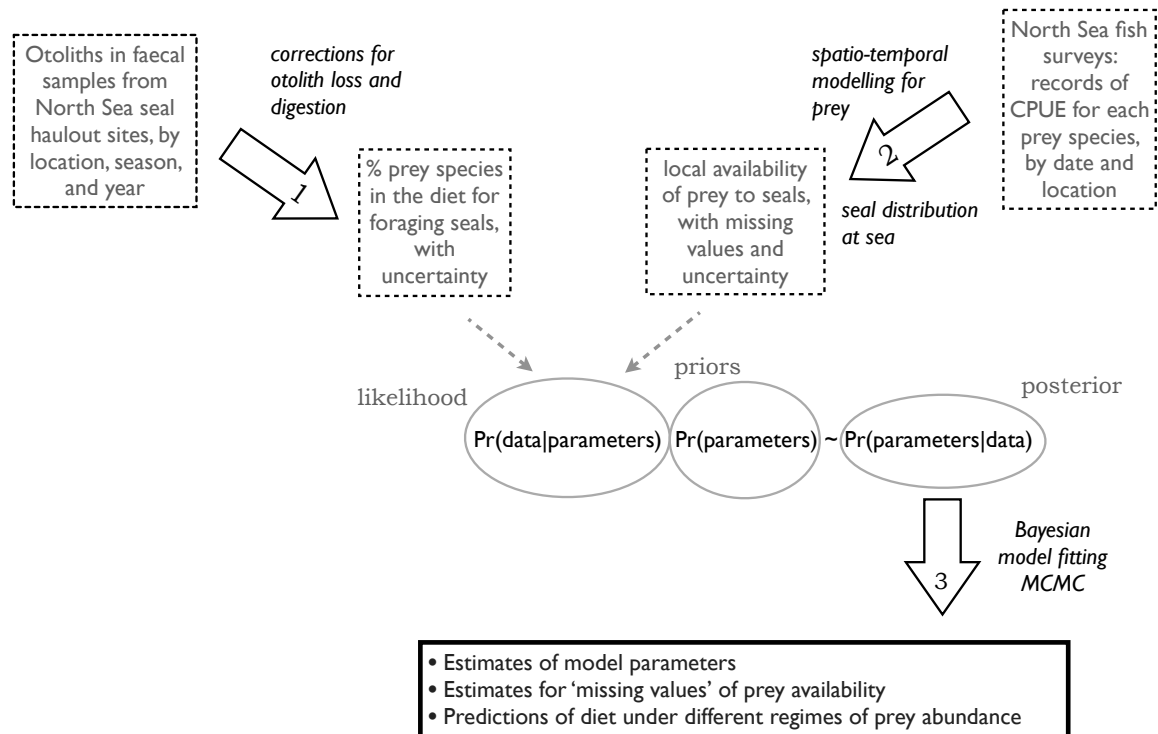 Otoliths in faecal
samples from
North Sea seal
haulout sites, by
location, season,
and year
corrections for
otolith loss and
digestion
1
% prey species
in the diet for
foraging seals,
with
uncertainty
spatio-temporal
modelling for
prey
North Sea fish
surveys:
records of
CPUE for each
prey species,
by date and
location
2
seal distribution
at sea
local availability
of prey to seals,
with missing
values and
uncertainty
likelihood
priors
posterior
Pr(data|parameters) Pr(parameters) ~ Pr(parameters|data)
3
Bayesian
model fitting
MCMC
• Estimates of model parameters
• Estimates for ‘missing values’ of prey availability
• Predictions of diet under different regimes of prey abundance